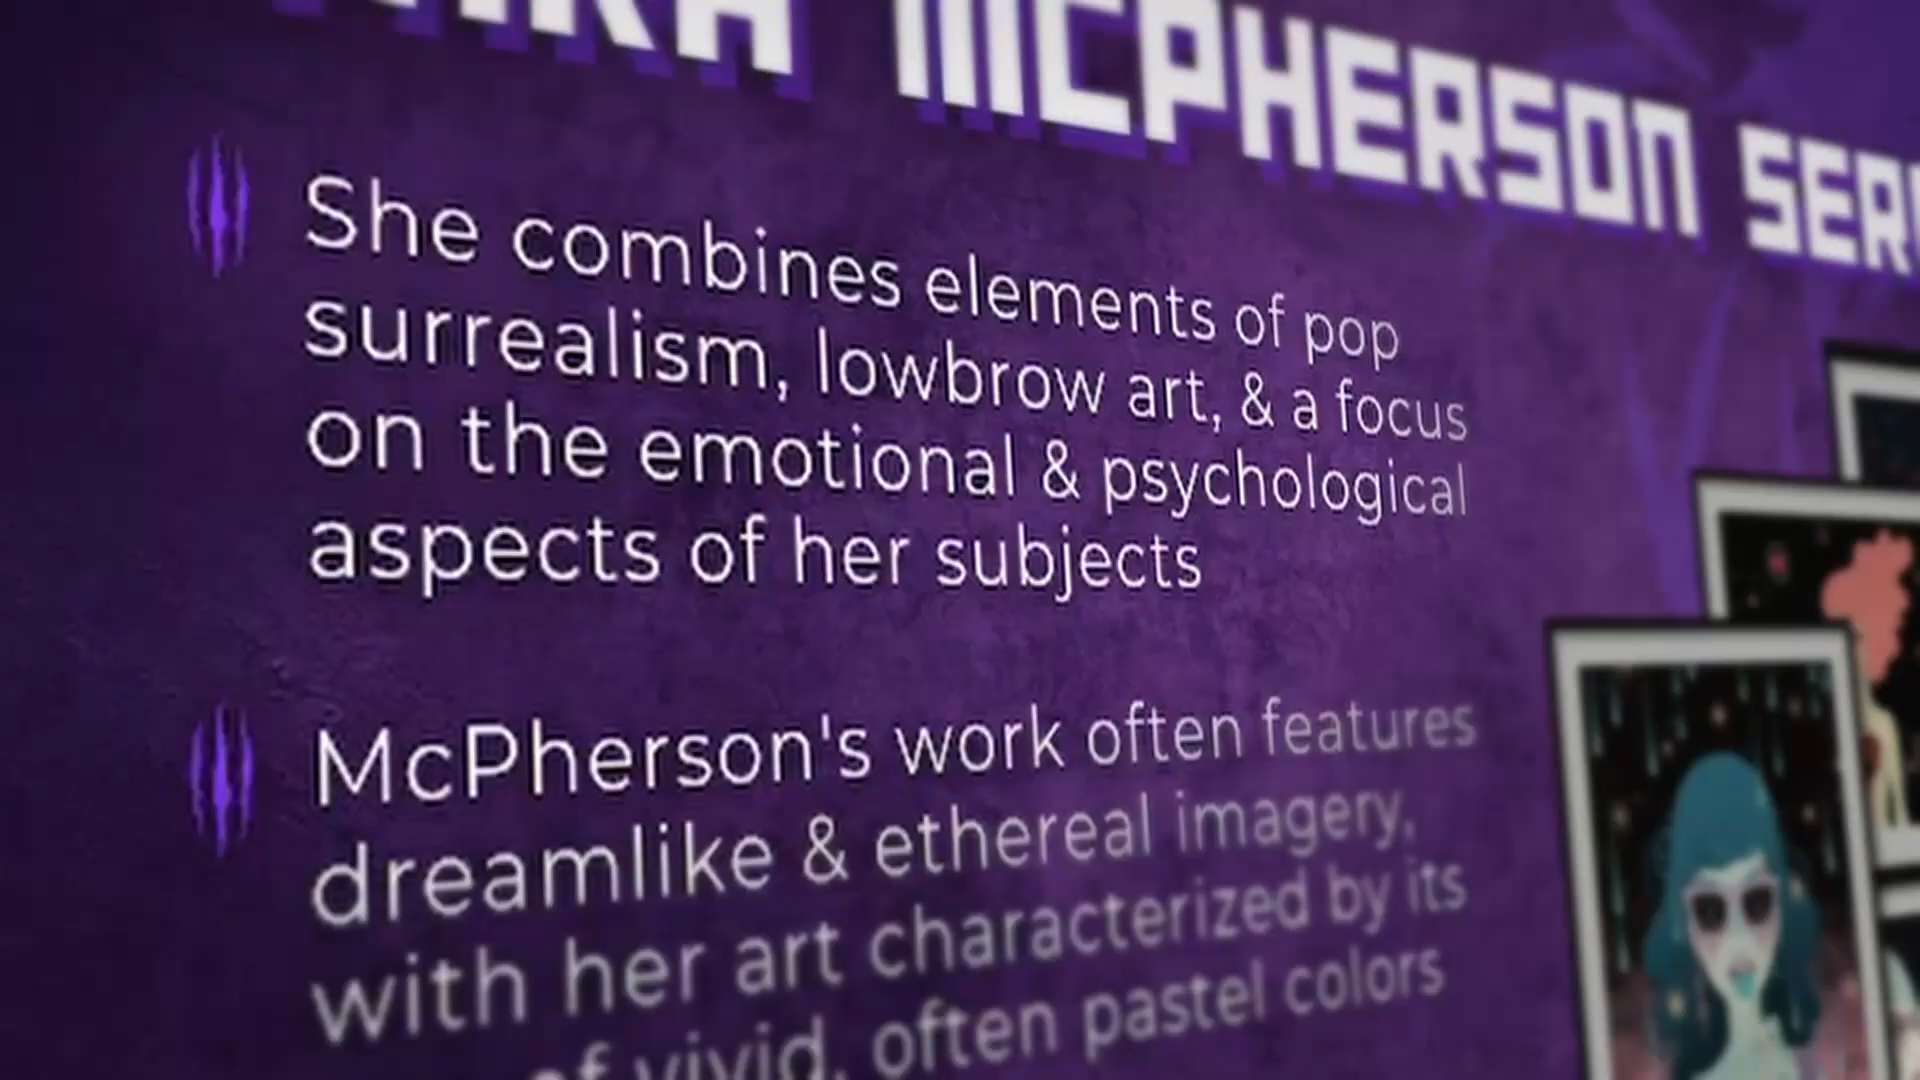 MCPHERSON
She combines elements of pop
surrealism, lowbrow art, & a focus
on the emotional & psychological
aspects of her subjects
McPherson's work often features
dreamlike & ethereal imagery,
with her art characterized by its
of vivid, often pastel colors